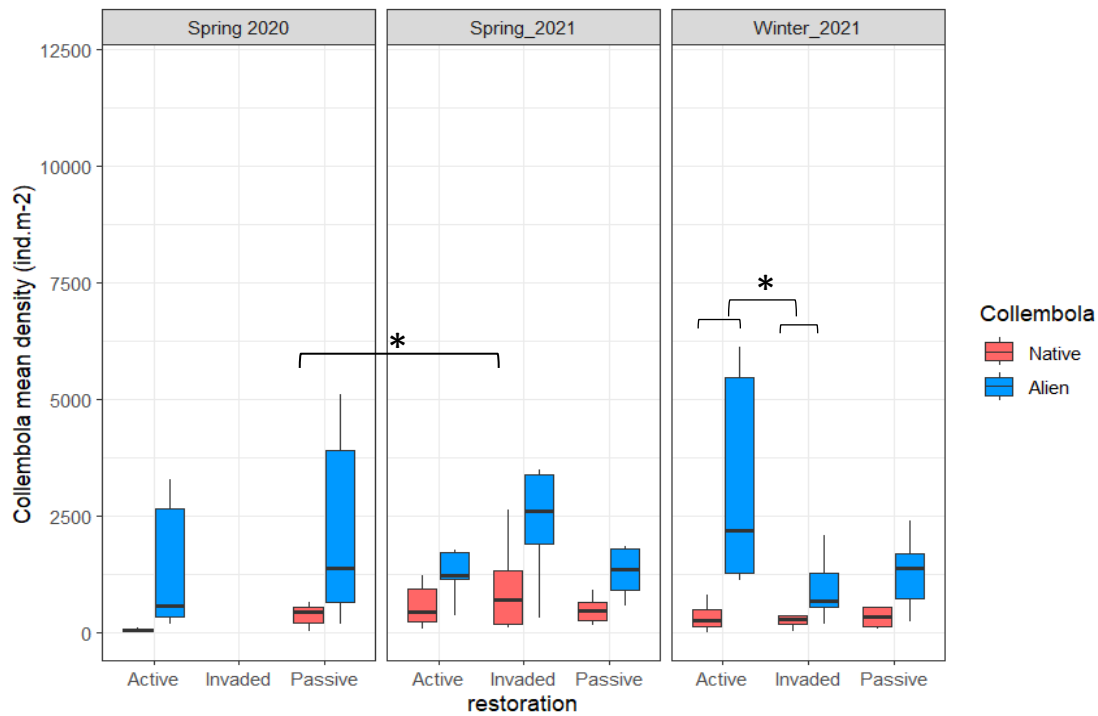 Spring 2020
Spring_2021
Winter_2021
12500
10000
7500
5000
2500
0
Collembola mean density (ind.m-2)
*
*
Active Invaded Passive
Active Invaded Passive
Active Invaded Passive
restoration
Collembola
Native
Alien